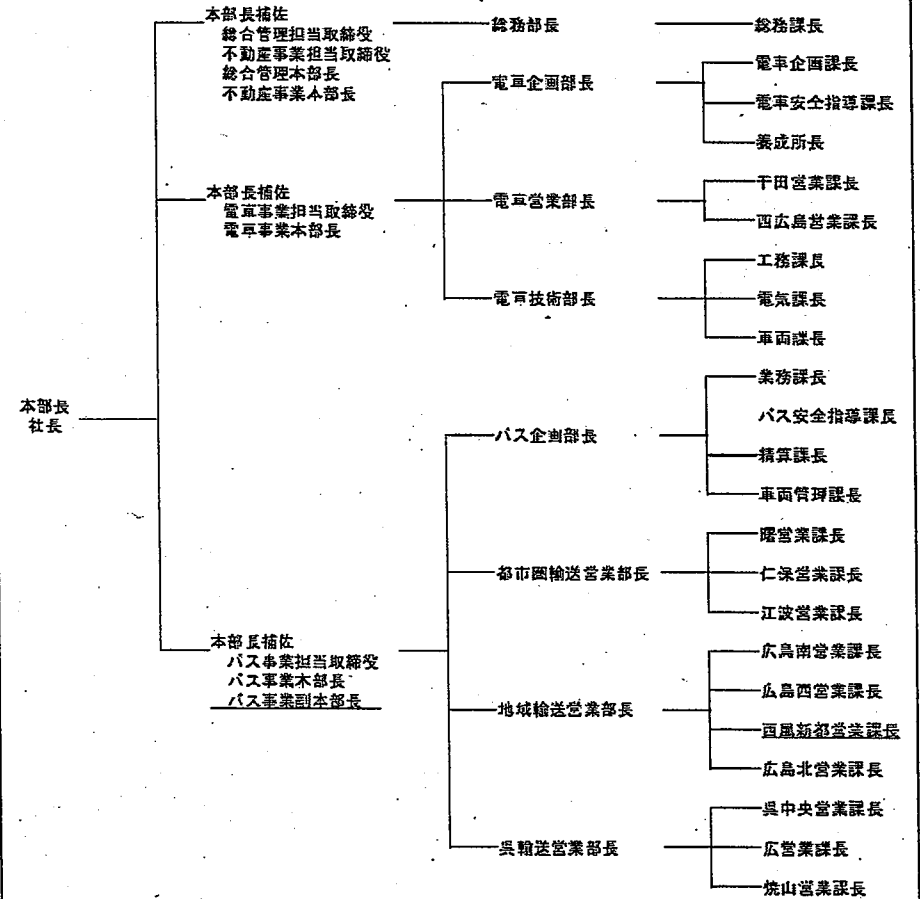 本部長補佐
総合管理担当取締役
不動産事業担当取締役
総合管理本部長
不動産事業本部長
総務部長
総務課長
電車企画部長
電車企画課長
電車安全指導課長
養成所長
本部長補佐
電車事業担当取締役
電車事業本部長
電車営業部長
千田営業課長
西広島営業課長
電車技術部長
工務課長
電気課長
車両課長
本部長
社長
バス企画部長
業務課長
バス安全指導課長
精算課長
車両管理課長
都市圏輸送営業部長
曙営業課長
仁保営業課長
江波営業課長
本部長補佐
バス事業担当取締役
バス事業本部長
バス事業副本部長
地域輸送営業部長
広島南営業課長
広島西営業課長
西風新都営業課長
広島北営業課長
呉輸送営業部長
呉中央営業課長
広営業課長
焼山営業課長